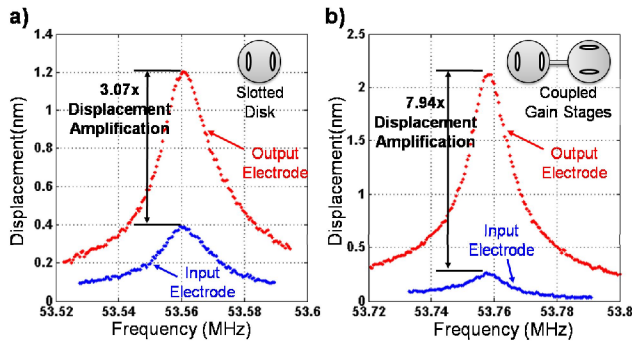 a)
1.4
1.2
1
0.8
0.6
0.4
0.2
0
Displacement(nm)
3.07x
Displacement
Amplification
Slotted
Disk
Output
Electrode
Input
Electrode
53.52
53.54
53.56
53.58
53.6
Frequency (MHz)
b)
2.5
2
1.5
1
0.5
0
Displacement(nm)
7.94x
Displacement
Amplification
Coupled
Gain Stages
Output
Electrode
Input
Electrode
53.72
53.74
53.76
53.78
53.8
Frequency (MHz)